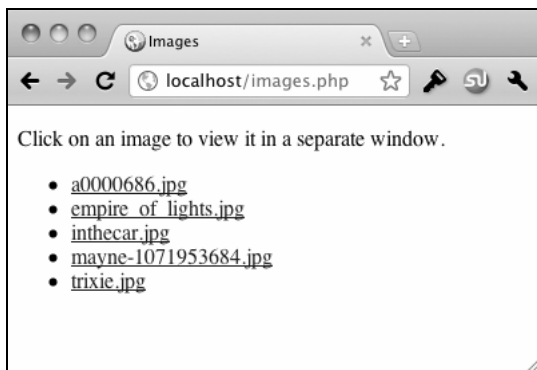 Images
localhost/images.php
Click on an image to view it in a separate window.
• a0000686.jpg
• empire_of_lights.jpg
• inthecar.jpg
• mayne-1071953684.jpg
• trixie.jpg